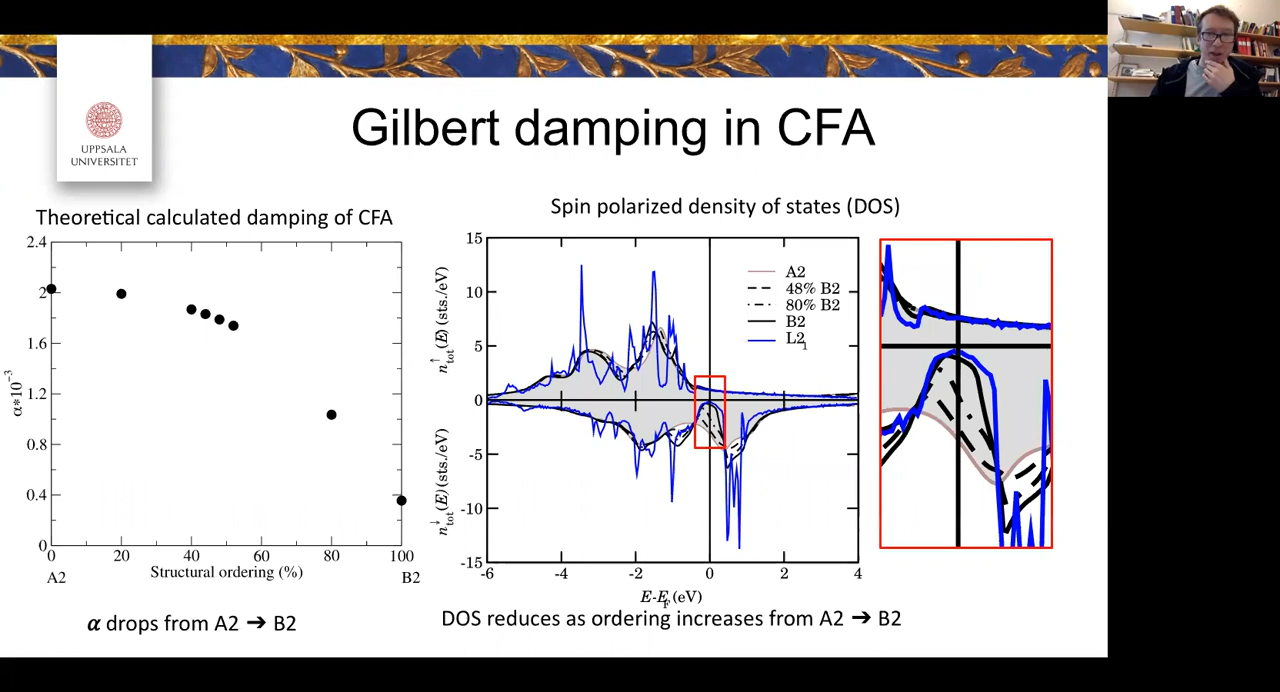 Gilbert damping in CFA
UPPSALA
UNIVERSITET
Theoretical calculated damping of CFA
2.4
2
1.6
1.2
0.8
0.4
0
α*10⁻³
0 20 40 60 80 100
A2 Structural ordering (%) B2
α drops from A2 ➔ B2
Spin polarized density of states (DOS)
15
10
5
0
-5
-10
-15
n↑tot(E) (sts./eV)
n↓tot(E) (sts./eV)
A2
48% B2
80% B2
B2
L2₁
-6 -4 -2 0 2 4
E-E_F (eV)
DOS reduces as ordering increases from A2 ➔ B2